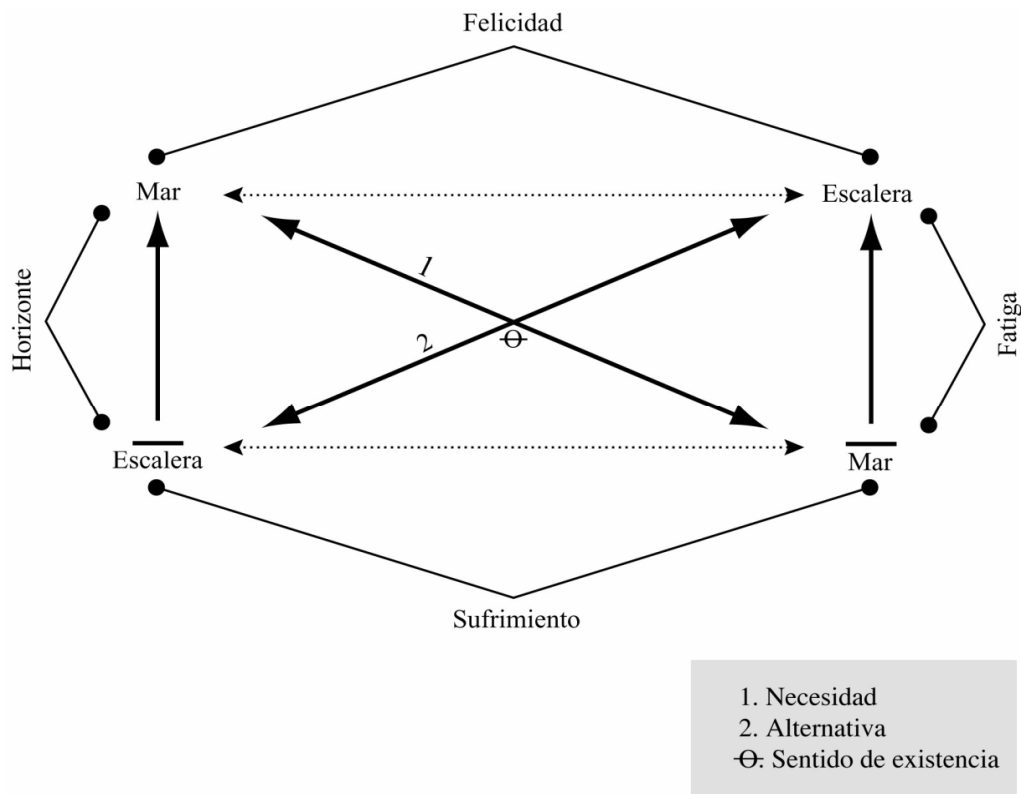 Felicidad
Mar
Escalera
1
Horizonte
Fatiga
2
Ꮎ
Escalera
Mar
Sufrimiento
1. Necesidad
2. Alternativa
Ꮎ. Sentido de existencia